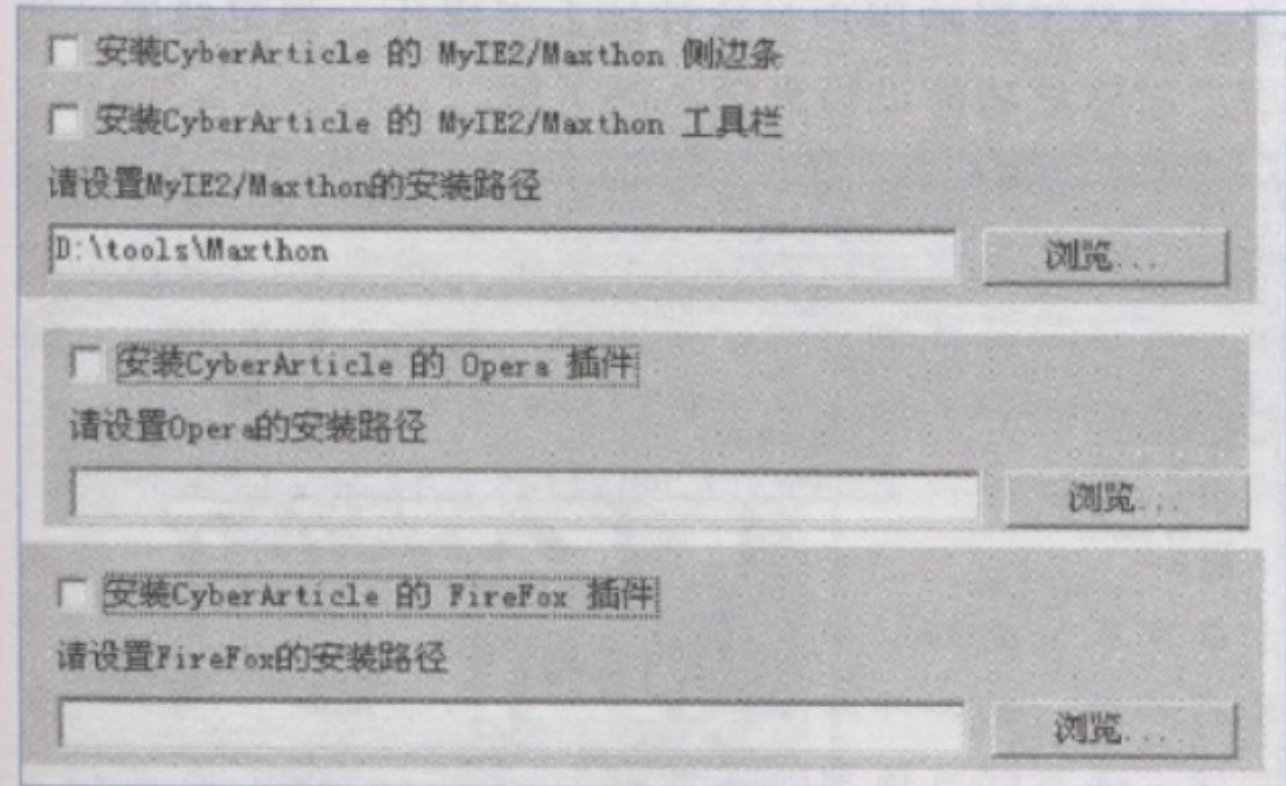 安装CyberArticle 的 MyIE2/Maxthon 侧边条
安装CyberArticle 的 MyIE2/Maxthon 工具栏
请设置MyIE2/Maxthon的安装路径
D:\tools\Maxthon 浏览...
安装CyberArticle 的 Opera 插件
请设置Opera的安装路径
浏览...
安装CyberArticle 的 FireFox 插件
请设置FireFox的安装路径
浏览....